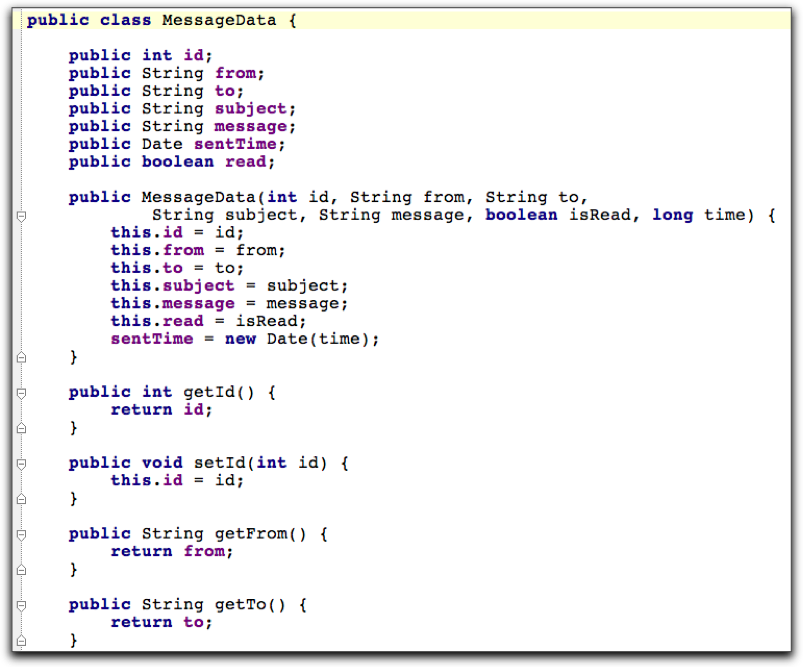 public class MessageData {
public int id;
public String from;
public String to;
public String subject;
public String message;
public Date sentTime;
public boolean read;
public MessageData(int id, String from, String to,
String subject, String message, boolean isRead, long time) {
this.id = id;
this.from = from;
this.to = to;
this.subject = subject;
this.message = message;
this.read = isRead;
sentTime = new Date(time);
}
public int getId() {
return id;
}
public void setId(int id) {
this.id = id;
}
public String getFrom() {
return from;
}
public String getTo() {
return to;
}